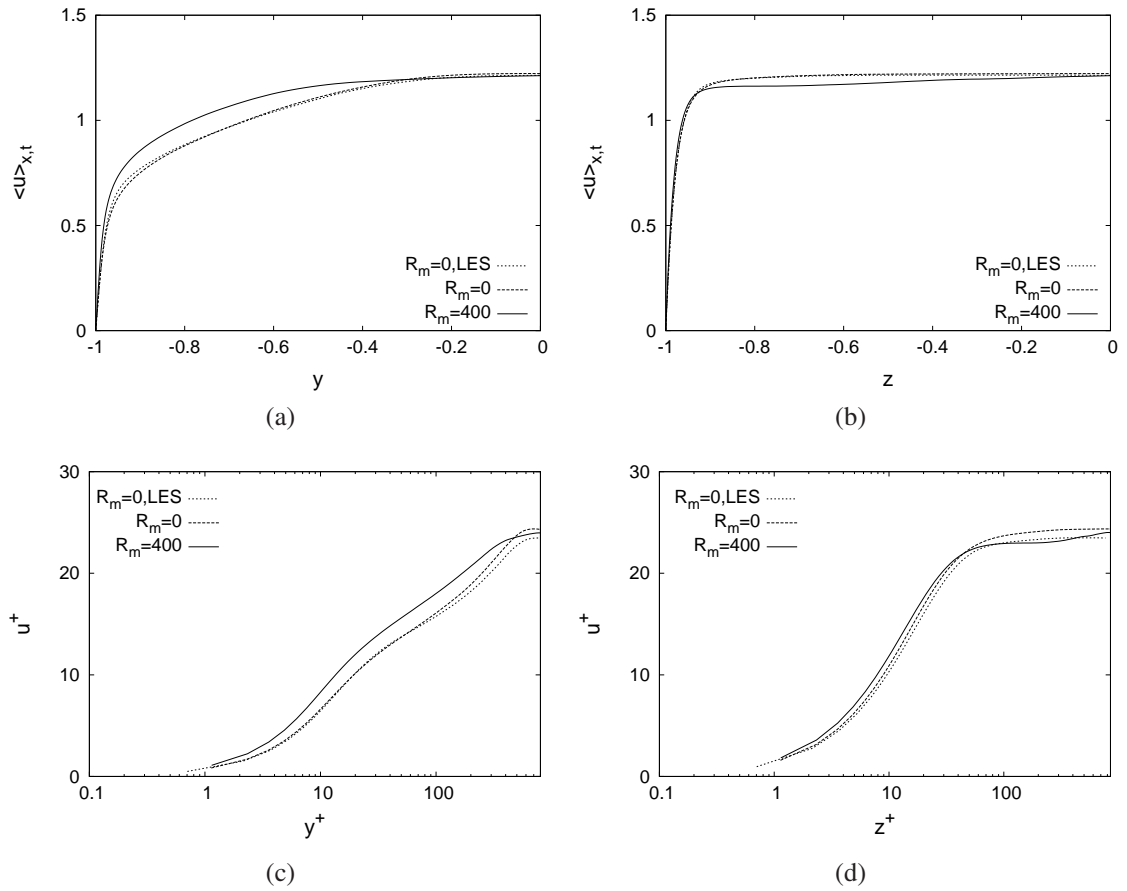 1.5
1
0.5
0
-1 -0.8 -0.6 -0.4 -0.2 0
<u>x,t
y
R_m=0,LES
R_m=0
R_m=400
(a)
1.5
1
0.5
0
-1 -0.8 -0.6 -0.4 -0.2 0
<u>x,t
z
R_m=0,LES
R_m=0
R_m=400
(b)
30
20
10
0
0.1 1 10 100
u^+
y^+
R_m=0,LES
R_m=0
R_m=400
(c)
30
20
10
0
0.1 1 10 100
u^+
z^+
R_m=0,LES
R_m=0
R_m=400
(d)